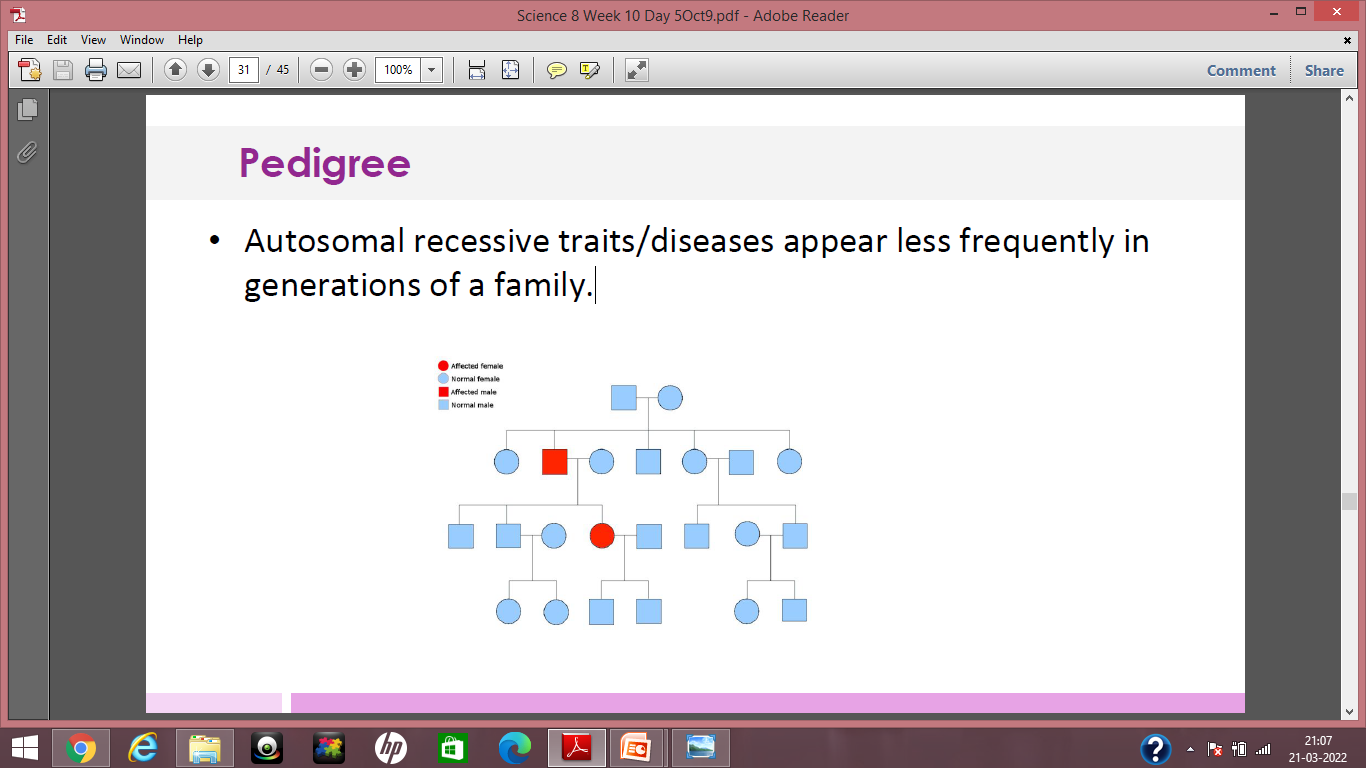 Science 8 Week 10 Day 5Oct9.pdf - Adobe Reader
File Edit View Window Help
31 / 45 100% Comment Share
Pedigree
• Autosomal recessive traits/diseases appear less frequently in
generations of a family.
Affected female
Normal female
Affected male
Normal male
21:07
21-03-2022